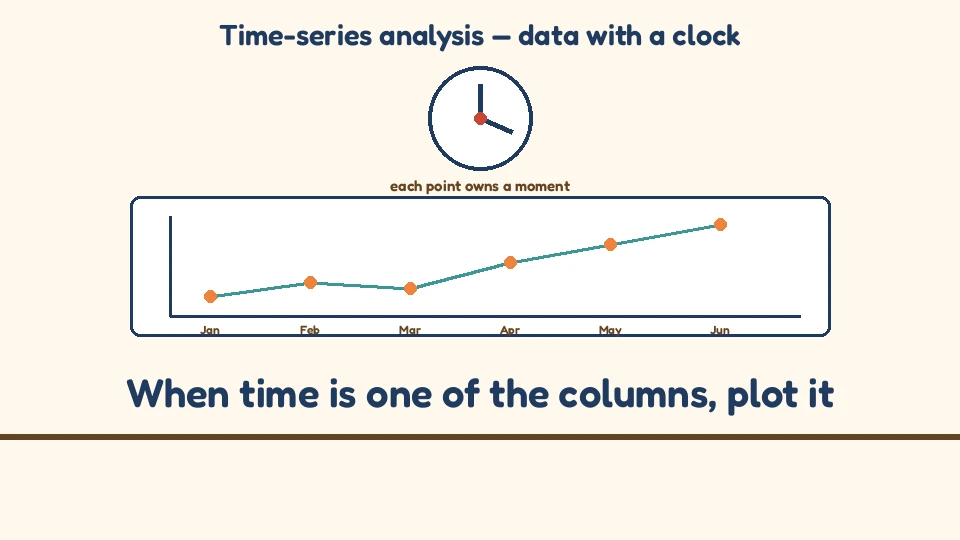 Time-series analysis — data with a clock
each point owns a moment
Jan Feb Mar Apr May Jun
When time is one of the columns, plot it